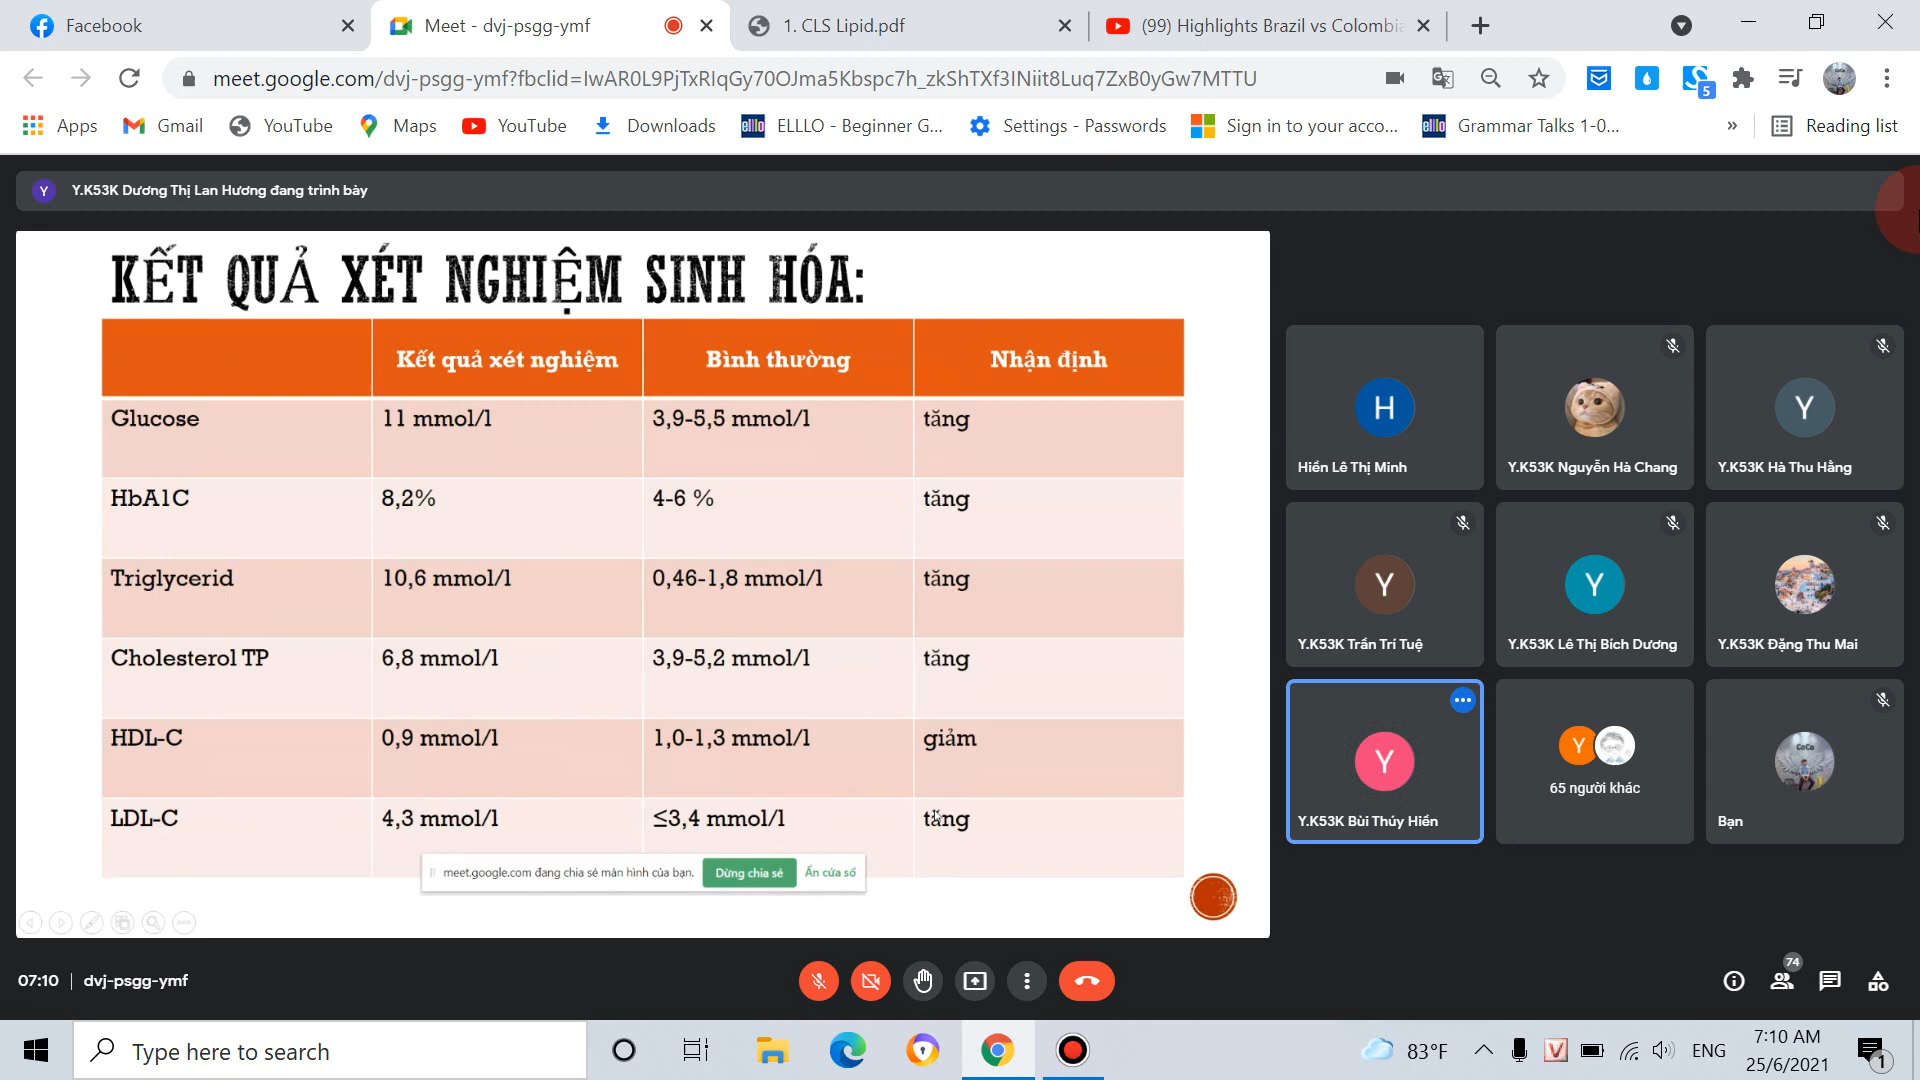 Facebook
Meet - dvj-psgg-ymf
1. CLS Lipid.pdf
(99) Highlights Brazil vs Colombia
meet.google.com/dvj-psgg-ymf?fbclid=IwAR0L9PjTxRIqGy70OJma5Kbspc7h_zkShTXf3INiit8Luq7ZxB0yGw7MTTU
5
Apps
Gmail
YouTube
Maps
YouTube
Downloads
elllo
ELLLO - Beginner G...
Settings - Passwords
Sign in to your acco...
elllo
Grammar Talks 1-0...
»
Reading list
Y
Y.K53K Dương Thị Lan Hương đang trình bày
KẾT QUẢ XÉT NGHIỆM SINH HÓA:
Kết quả xét nghiệm Bình thường Nhận định
Glucose 11 mmol/l 3,9-5,5 mmol/l tăng
HbA1C 8,2% 4-6 % tăng
Triglycerid 10,6 mmol/l 0,46-1,8 mmol/l tăng
Cholesterol TP 6,8 mmol/l 3,9-5,2 mmol/l tăng
HDL-C 0,9 mmol/l 1,0-1,3 mmol/l giảm
LDL-C 4,3 mmol/l ≤3,4 mmol/l tăng
meet.google.com đang chia sẻ màn hình của bạn. Dừng chia sẻ Ẩn cửa sổ
H
Hiền Lê Thị Minh
Y.K53K Nguyễn Hà Chang
Y
Y.K53K Hà Thu Hằng
Y
Y.K53K Trần Trí Tuệ
Y
Y.K53K Lê Thị Bích Dương
Y.K53K Đặng Thu Mai
Y
Y.K53K Bùi Thúy Hiền
Y
65 người khác
CoCo
Bạn
07:10 | dvj-psgg-ymf
74
Type here to search
83°F
V
ENG
7:10 AM
25/6/2021
1